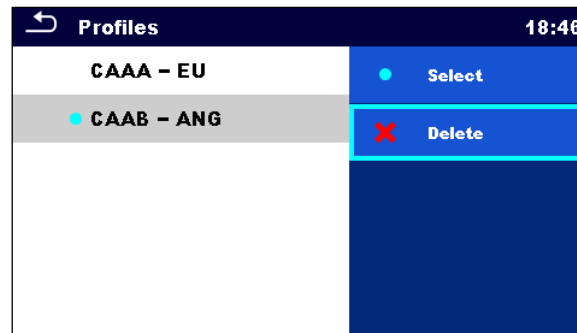 Profiles 18:46
CAAA – EU
CAAB – ANG
Select
Delete